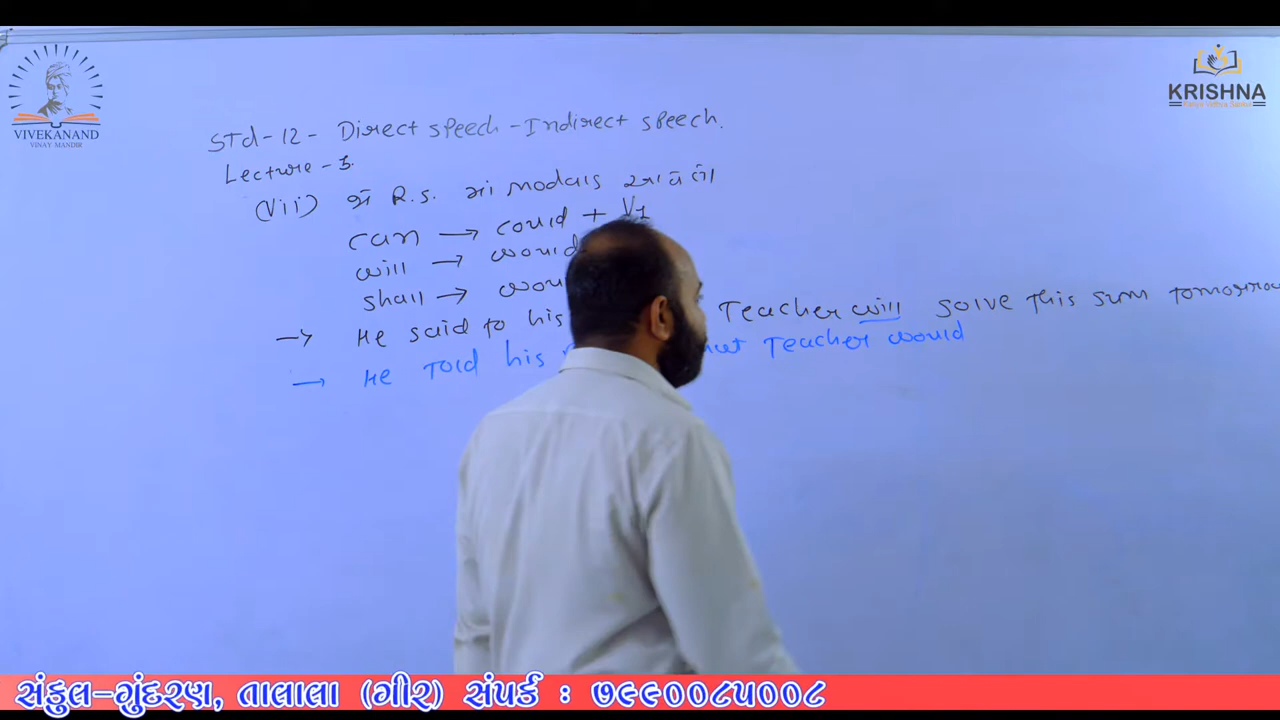 VIVEKANAND
VINAY MANDIR
KRISHNA
STD-12 - Direct speech - Indirect speech.
Lecture - 3.
(vii) જો R.S. માં modals આવે તો
can → could + V1
will → would
shall →
→ He said to his Teacher will solve this sum tomorrow
→ He told his Teacher would
સંકુલ-ગુંદરણ, તાલાલા (ગીર) સંપર્ક : ૭૯૯૦૦૮૫૦૦૮